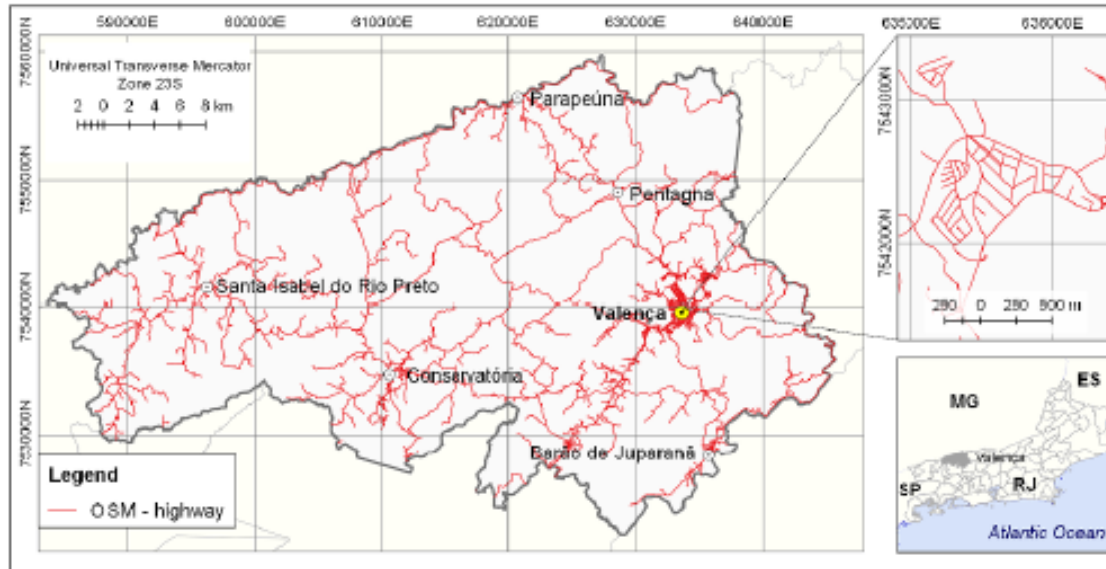 590000E 600000E 610000E 620000E 630000E 640000E
635000E 636000E
Universal Transverse Mercator
Zone 23S
2 0 2 4 6 8 km
7560000N
7550000N
7540000N
7530000N
Parapeúna
Pentagna
Santa Isabel do Rio Preto
Valença
Conservatória
Barão de Juparanã
Legend
OSM - highway
7543000N
7542000N
250 0 250 500 m
MG
ES
Valença
SP
RJ
Atlantic Ocean